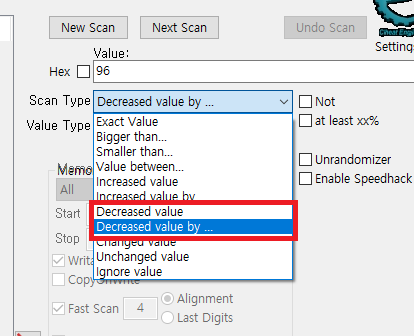 New Scan Next Scan Undo Scan
Cheat Engine
Value: Settings
Hex 96
Scan Type Decreased value by ... Not
Value Type Exact Value at least xx%
Bigger than...
Smaller than...
Value between... Unrandomizer
Memo Increased value Enable Speedhack
All Increased value by ...
Start Decreased value
Decreased value by ...
Stop Changed value
Writa Unchanged value
CopyOnWrite Ignore value
Fast Scan 4 Alignment
Last Digits